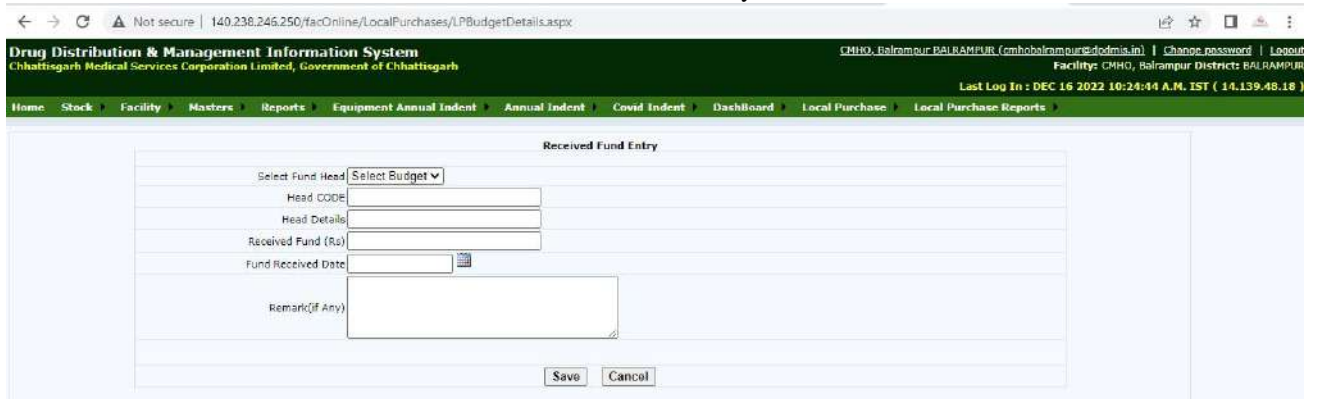 Not secure | 140.238.246.250/facOnline/LocalPurchases/LPBudgetDetails.aspx
Drug Distribution & Management Information System
Chhattisgarh Medical Services Corporation Limited, Government of Chhattisgarh
CMHO, Balrampur BALRAMPUR (cmhobalrampur@dpdmis.in) | Change password | Logout
Facility: CMHO, Balrampur District: BALRAMPUR
Last Log In : DEC 16 2022 10:24:44 A.M. IST ( 14.139.48.18 )
Home Stock Facility Masters Reports Equipment Annual Indent Annual Indent Covid Indent DashBoard Local Purchase Local Purchase Reports
Received Fund Entry
Select Fund Head Select Budget
Head CODE
Head Details
Received Fund (Rs)
Fund Received Date
Remark(if Any)
Save Cancel